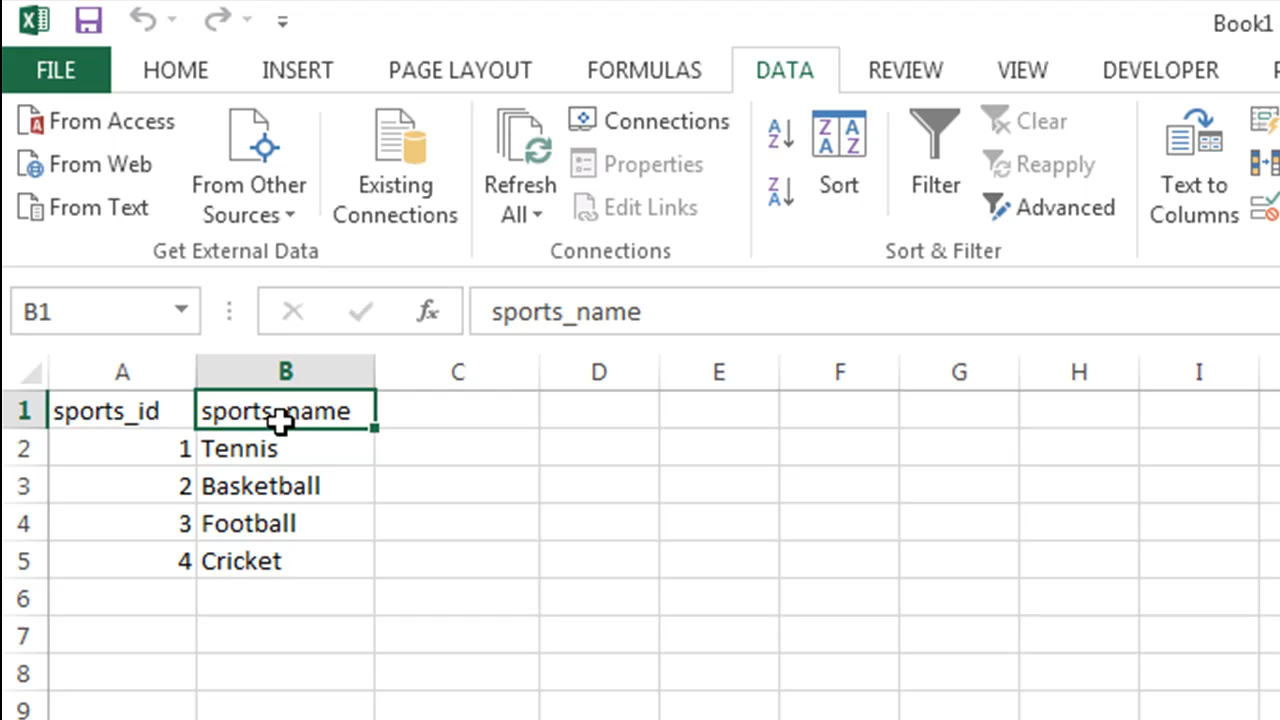 Book1
FILE HOME INSERT PAGE LAYOUT FORMULAS DATA REVIEW VIEW DEVELOPER
From Access
From Web
From Text
From Other
Sources
Existing
Connections
Get External Data
Refresh
All
Connections
Properties
Edit Links
Connections
Sort
Filter
Clear
Reapply
Advanced
Sort & Filter
Text to
Columns
B1 fx sports_name
A B C D E F G H I
1 sports_id sports_name
2 1 Tennis
3 2 Basketball
4 3 Football
5 4 Cricket
6
7
8
9